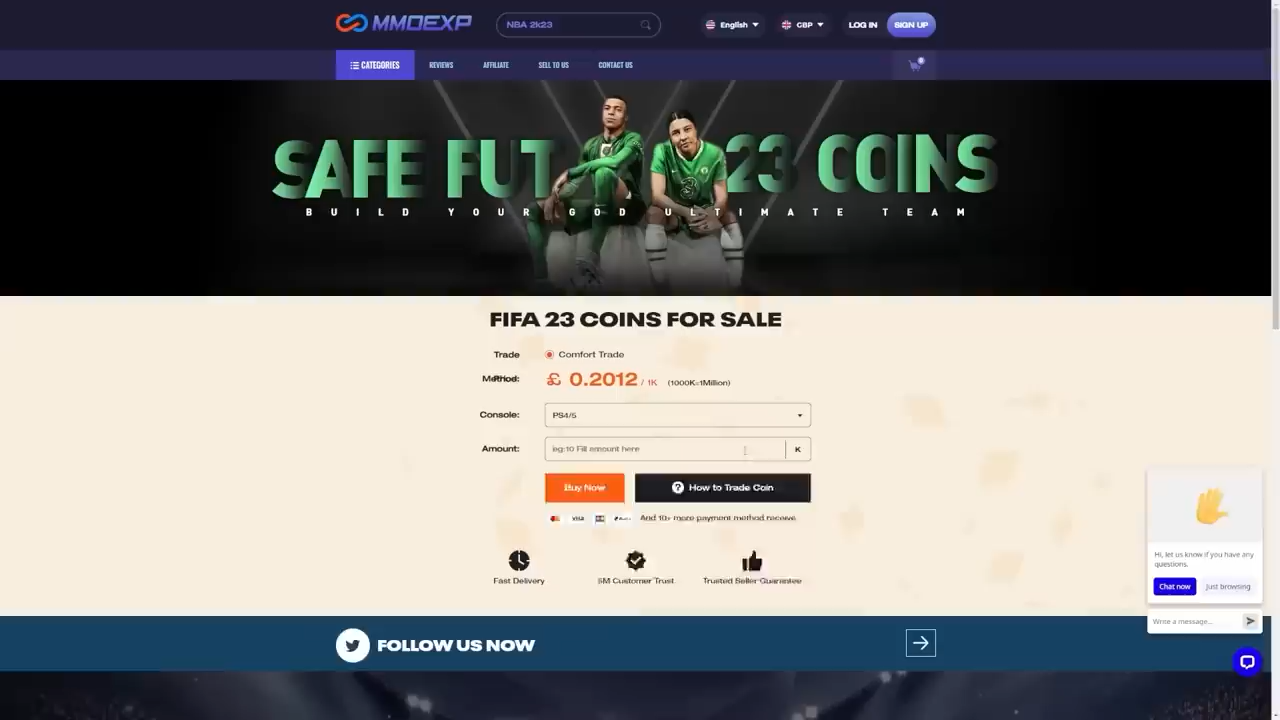 MMOEXP
NBA 2k23
English
GBP
LOG IN
SIGN UP
CATEGORIES
REVIEWS
AFFILIATE
SELL TO US
CONTACT US
0
SAFE FUT 23 COINS
BUILD YOUR GOD ULTIMATE TEAM
FIFA 23 COINS FOR SALE
Trade
Comfort Trade
£ 0.2012 / 1K (1000K=1Million)
Console:
PS4/5
Amount:
eg:10 Fill amount here
K
Buy Now
? How to Trade Coin
VISA
And 10+ more payment method receive
Fast Delivery
5M Customer Trust
Trusted Seller Guarantee
Hi, let us know if you have any
questions.
Chat now
Just browsing
Write a message...
FOLLOW US NOW